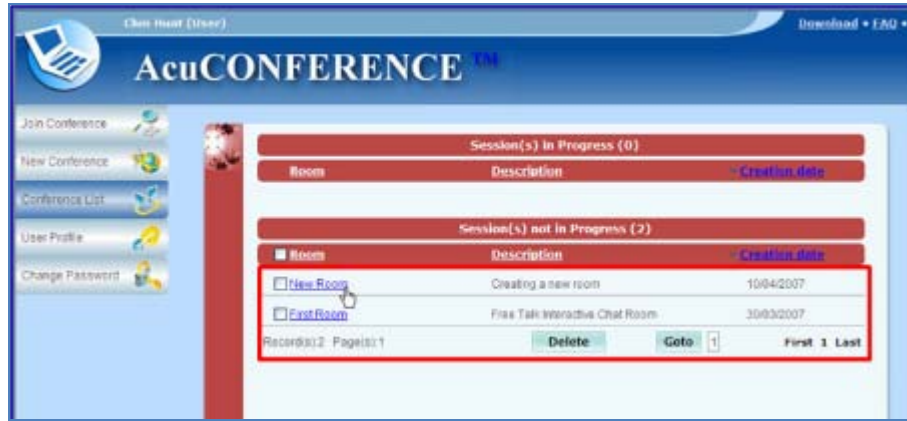 Clen Hunt (User)
Download • FAQ •
AcuCONFERENCE ™
Join Conference
New Conference
Conference List
User Profile
Change Password
Session(s) in Progress (0)
Room Description Creation date
Session(s) not in Progress (2)
Room Description Creation date
New Room Creating a new room 10/04/2007
First Room Free Talk Interactive Chat Room 30/03/2007
Record(s):2 Page(s):1 Delete Goto 1 First 1 Last